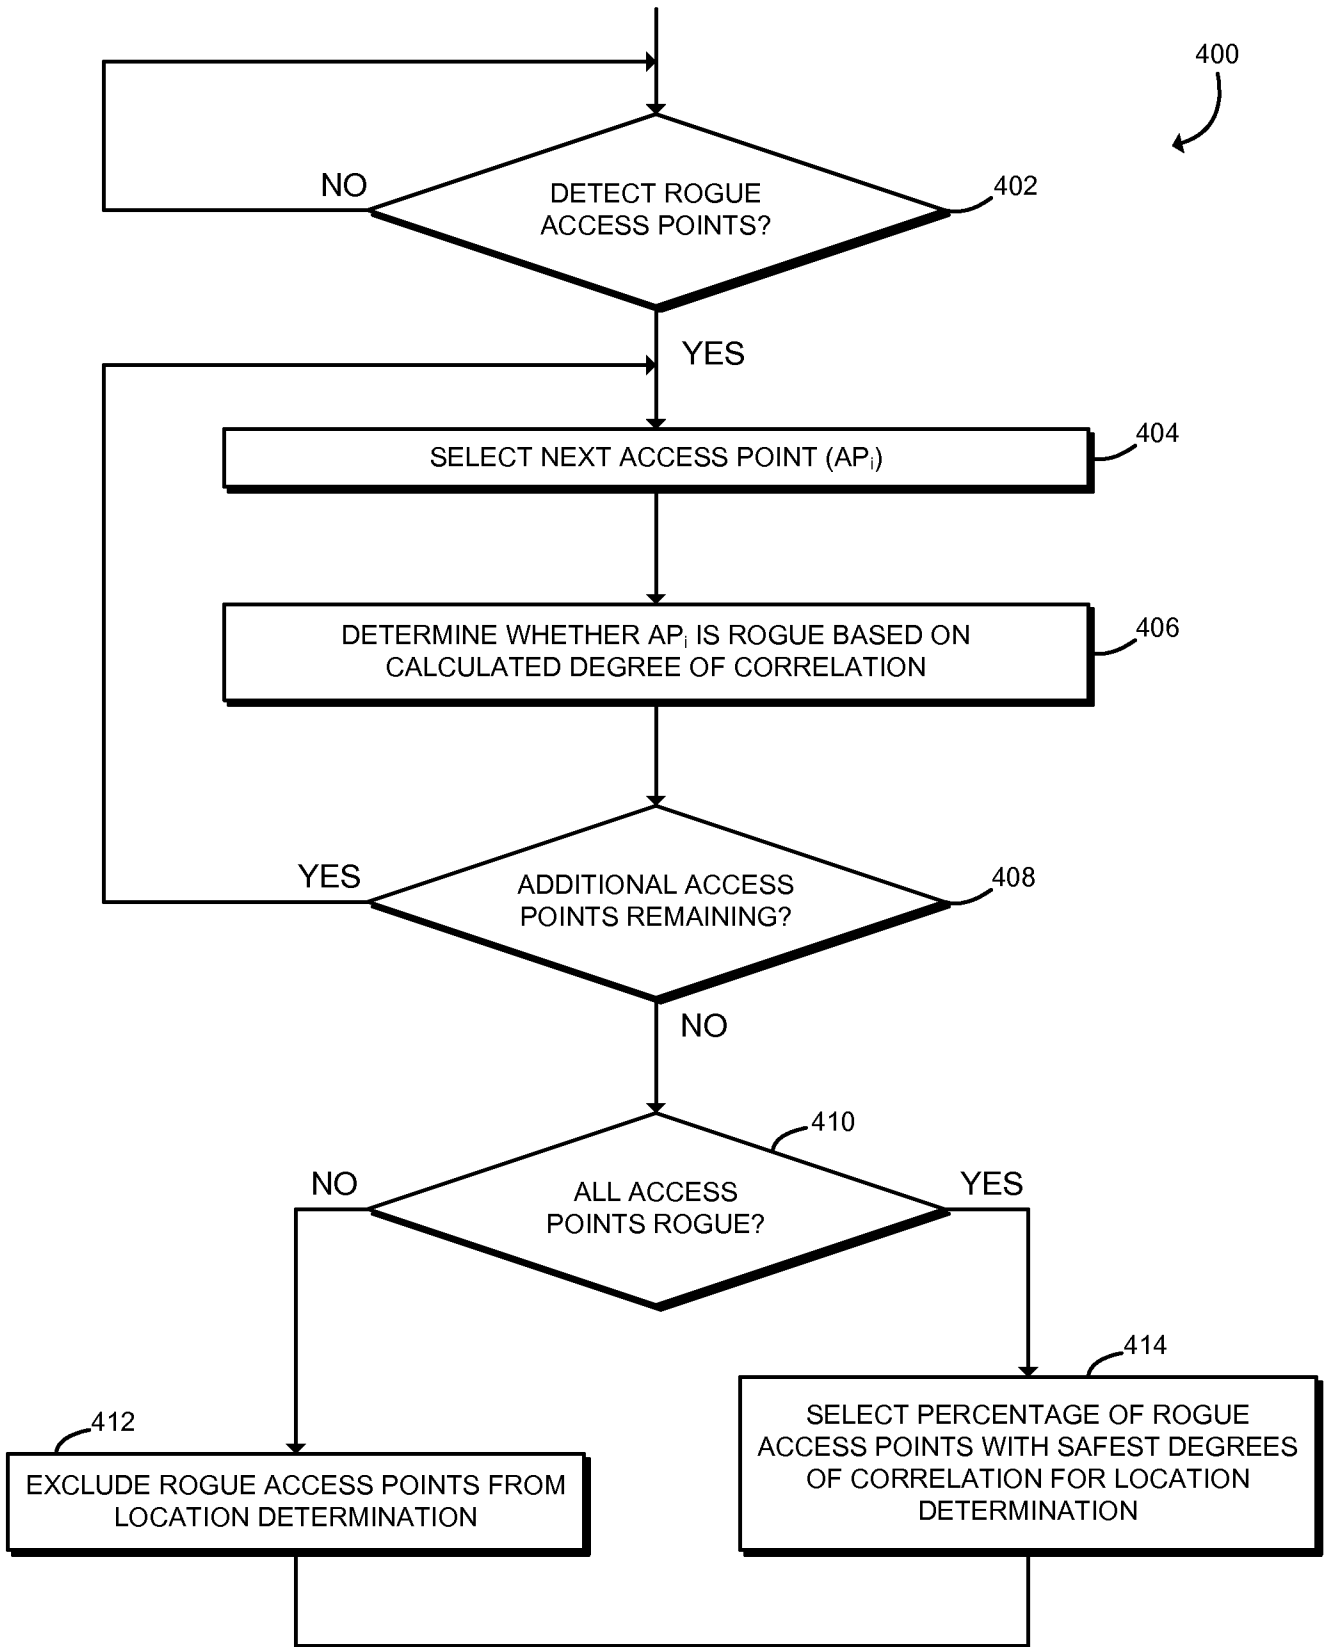 400
NO
DETECT ROGUE
ACCESS POINTS?
402
YES
SELECT NEXT ACCESS POINT (APi)
404
DETERMINE WHETHER APi IS ROGUE BASED ON
CALCULATED DEGREE OF CORRELATION
406
YES
ADDITIONAL ACCESS
POINTS REMAINING?
408
NO
410
NO
ALL ACCESS
POINTS ROGUE?
YES
412
EXCLUDE ROGUE ACCESS POINTS FROM
LOCATION DETERMINATION
414
SELECT PERCENTAGE OF ROGUE
ACCESS POINTS WITH SAFEST DEGREES
OF CORRELATION FOR LOCATION
DETERMINATION